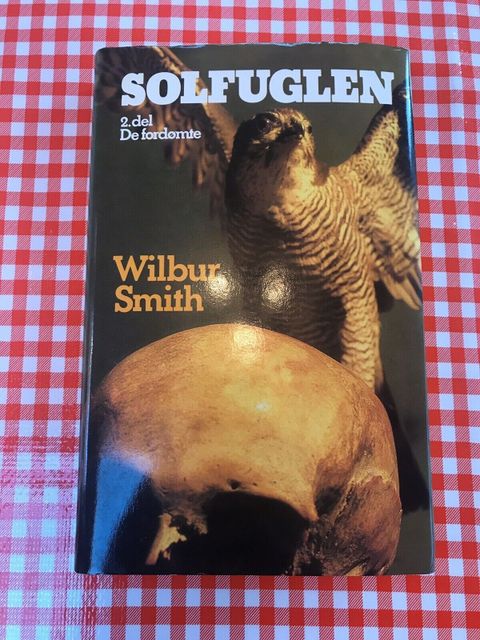 SOLFUGLEN
2. del
De fordømte
Wilbur
Smith